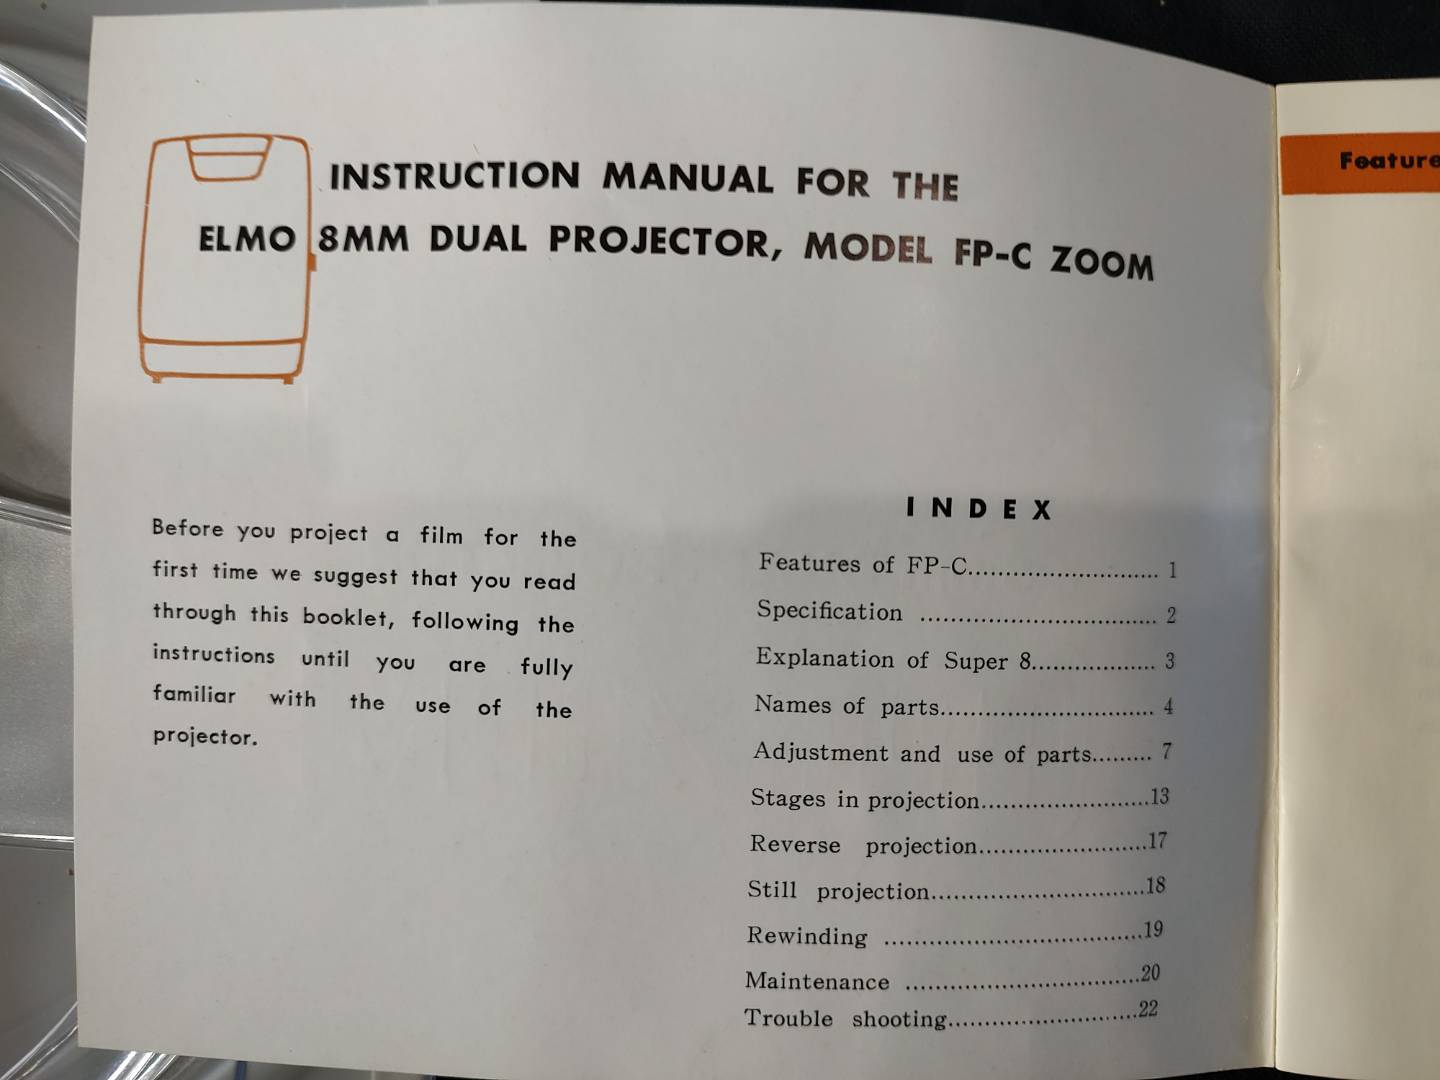 INSTRUCTION MANUAL FOR THE
ELMO 8MM DUAL PROJECTOR, MODEL FP-C ZOOM
Before you project a film for the
first time we suggest that you read
through this booklet, following the
instructions until you are fully
familiar with the use of the
projector.
INDEX
Features of FP-C........................... 1
Specification ................................ 2
Explanation of Super 8................. 3
Names of parts............................. 4
Adjustment and use of parts......... 7
Stages in projection.......................13
Reverse projection.......................17
Still projection.............................18
Rewinding ...................................19
Maintenance ................................20
Trouble shooting..........................22
Feature